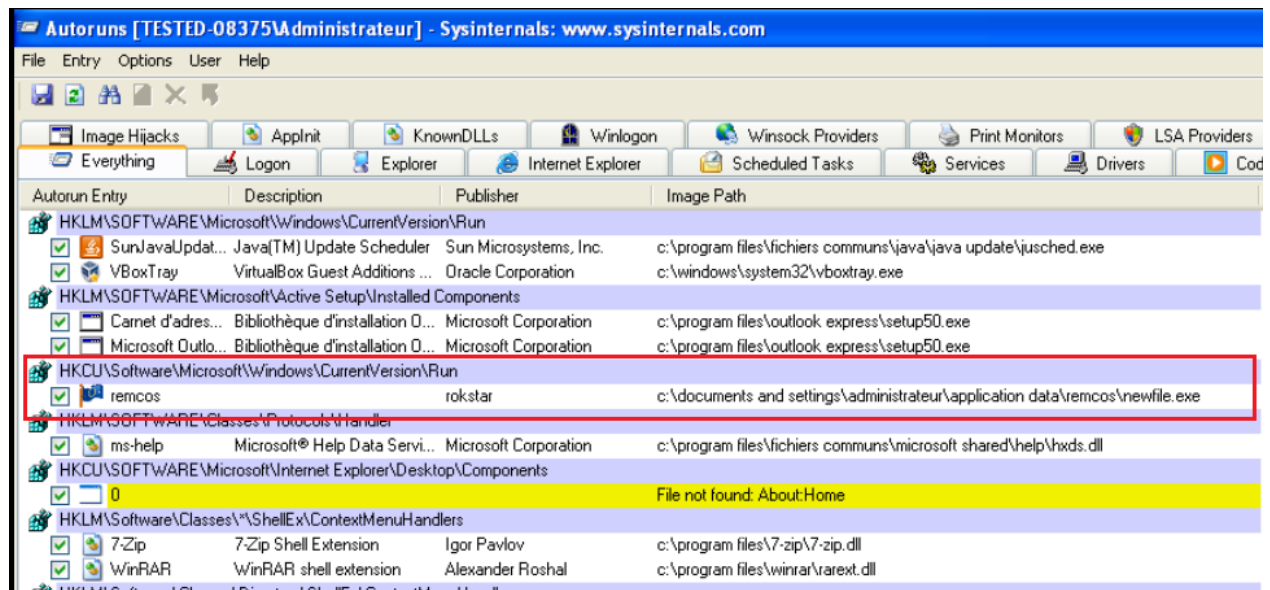 Autoruns [TESTED-08375\Administrateur] - Sysinternals: www.sysinternals.com
File Entry Options User Help
Image Hijacks AppInit KnownDLLs Winlogon Winsock Providers Print Monitors LSA Providers
Everything Logon Explorer Internet Explorer Scheduled Tasks Services Drivers Cod
Autorun Entry Description Publisher Image Path
HKLM\SOFTWARE\Microsoft\Windows\CurrentVersion\Run
SunJavaUpdat... Java(TM) Update Scheduler Sun Microsystems, Inc. c:\program files\fichiers communs\java\java update\jusched.exe
VBoxTray VirtualBox Guest Additions ... Oracle Corporation c:\windows\system32\vboxtray.exe
HKLM\SOFTWARE\Microsoft\Active Setup\Installed Components
Carnet d'adres... Bibliothèque d'installation O... Microsoft Corporation c:\program files\outlook express\setup50.exe
Microsoft Outlo... Bibliothèque d'installation O... Microsoft Corporation c:\program files\outlook express\setup50.exe
HKCU\Software\Microsoft\Windows\CurrentVersion\Run
remcos rokstar c:\documents and settings\administrateur\application data\remcos\newfile.exe
HKLM\SOFTWARE\Classes\Protocols\Handler
ms-help Microsoft® Help Data Servi... Microsoft Corporation c:\program files\fichiers communs\microsoft shared\help\hxds.dll
HKCU\SOFTWARE\Microsoft\Internet Explorer\Desktop\Components
0 File not found: About:Home
HKLM\Software\Classes\*\ShellEx\ContextMenuHandlers
7-Zip 7-Zip Shell Extension Igor Pavlov c:\program files\7-zip\7-zip.dll
WinRAR WinRAR shell extension Alexander Roshal c:\program files\winrar\rarext.dll